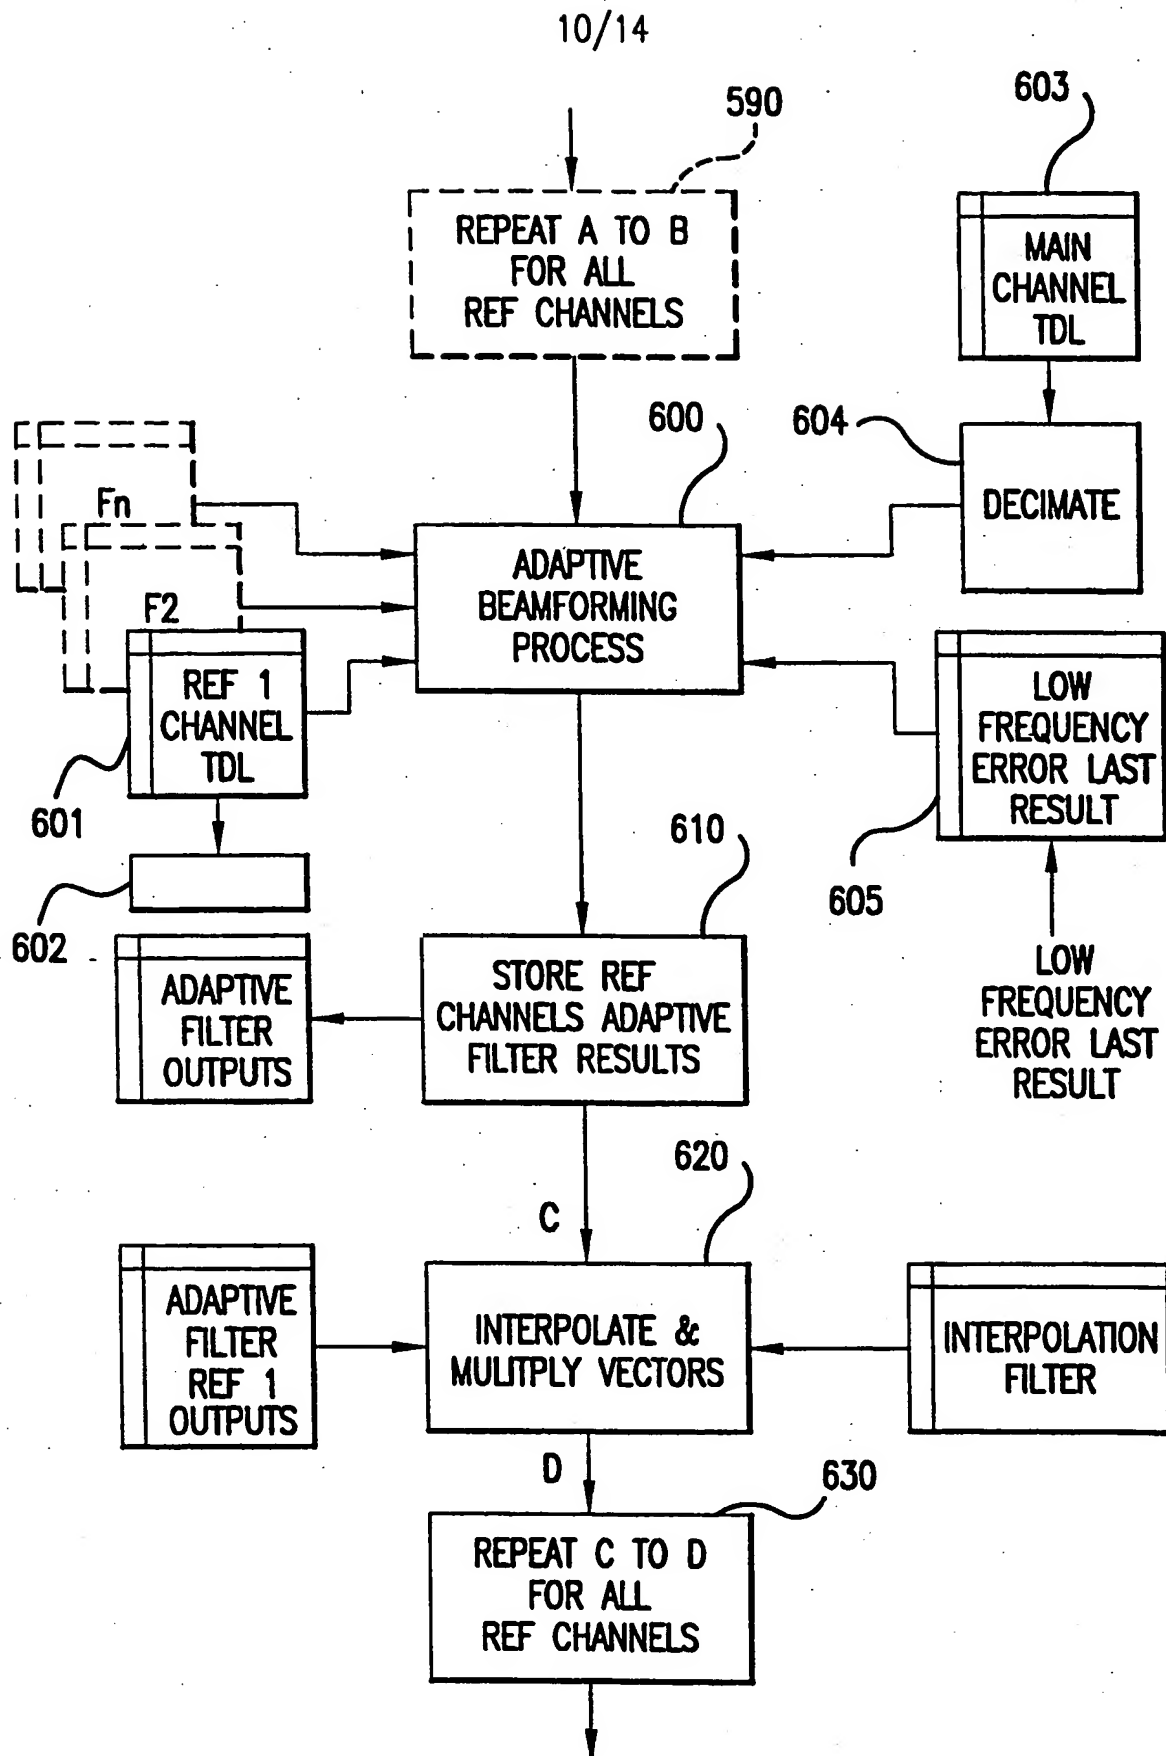 10/14
590
603
REPEAT A TO B
FOR ALL
REF CHANNELS
MAIN
CHANNEL
TDL
600
604
DECIMATE
Fn
F2
ADAPTIVE
BEAMFORMING
PROCESS
REF 1
CHANNEL
TDL
LOW
FREQUENCY
ERROR LAST
RESULT
601
602
610
605
ADAPTIVE
FILTER
OUTPUTS
STORE REF
CHANNELS ADAPTIVE
FILTER RESULTS
LOW
FREQUENCY
ERROR LAST
RESULT
620
C
ADAPTIVE
FILTER
REF 1
OUTPUTS
INTERPOLATE &
MULITPLY VECTORS
INTERPOLATION
FILTER
D
630
REPEAT C TO D
FOR ALL
REF CHANNELS